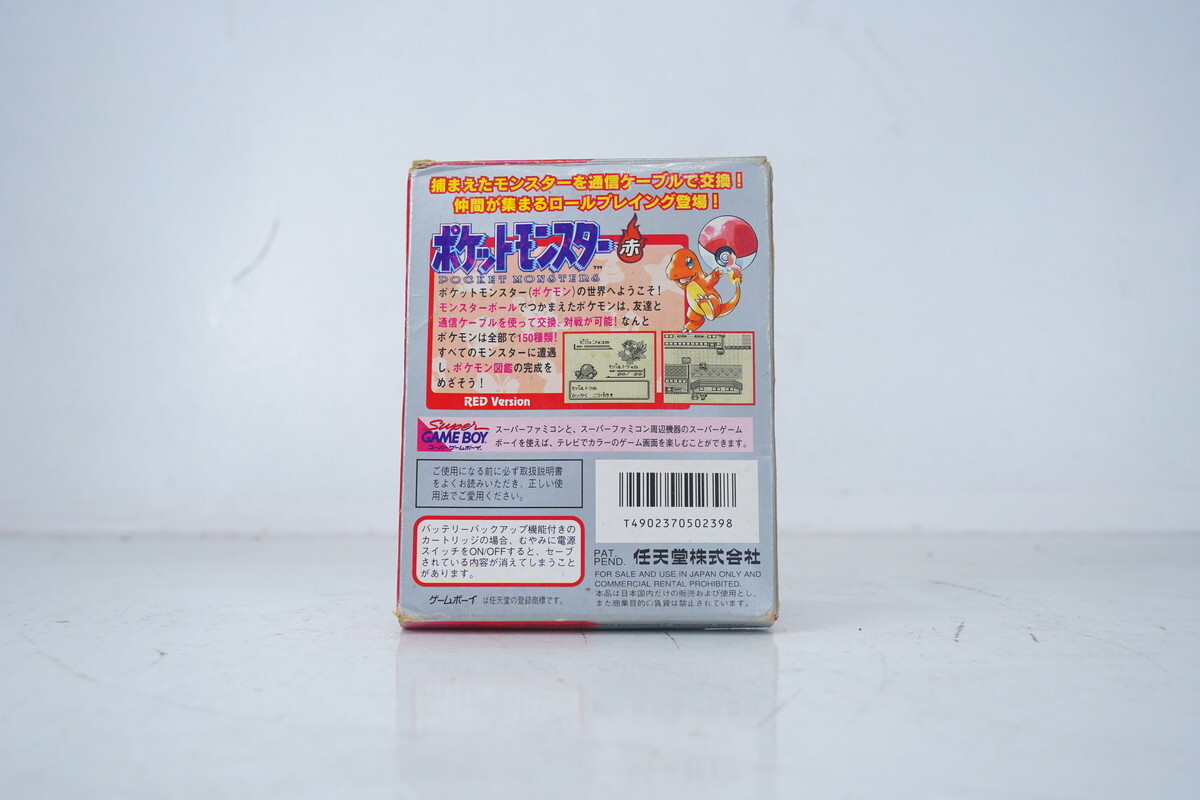 捕まえたモンスターを通信ケーブルで交換!
仲間が集まるロールプレイング登場!
ポケットモンスター 赤
TM
POCKET MONSTERS
ポケットモンスター(ポケモン)の世界へようこそ!
モンスターボールでつかまえたポケモンは、友達と
通信ケーブルを使って交換、対戦が可能! なんと
ポケモンは全部で150種類!
すべてのモンスターに遭遇
し、ポケモン図鑑の完成を
めざそう!
RED Version
Super
GAME BOY
スーパーゲームボーイ
スーパーファミコンと、スーパーファミコン周辺機器のスーパーゲーム
ボーイを使えば、テレビでカラーのゲーム画面を楽しむことができます。
ご使用になる前に必ず取扱説明書
をよくお読みいただき、正しい使
用法でご愛用ください。
T4902370502398
バッテリーバックアップ機能付きの
カートリッジの場合、むやみに電源
スイッチをON/OFFすると、セーブ
されている内容が消えてしまうこと
があります。
PAT.
PEND. 任天堂株式会社
FOR SALE AND USE IN JAPAN ONLY AND
COMMERCIAL RENTAL PROHIBITED.
本品は日本国内だけの販売および使用とし、
また商業目的の賃貸は禁止されています。
ゲームボーイ は任天堂の登録商標です。